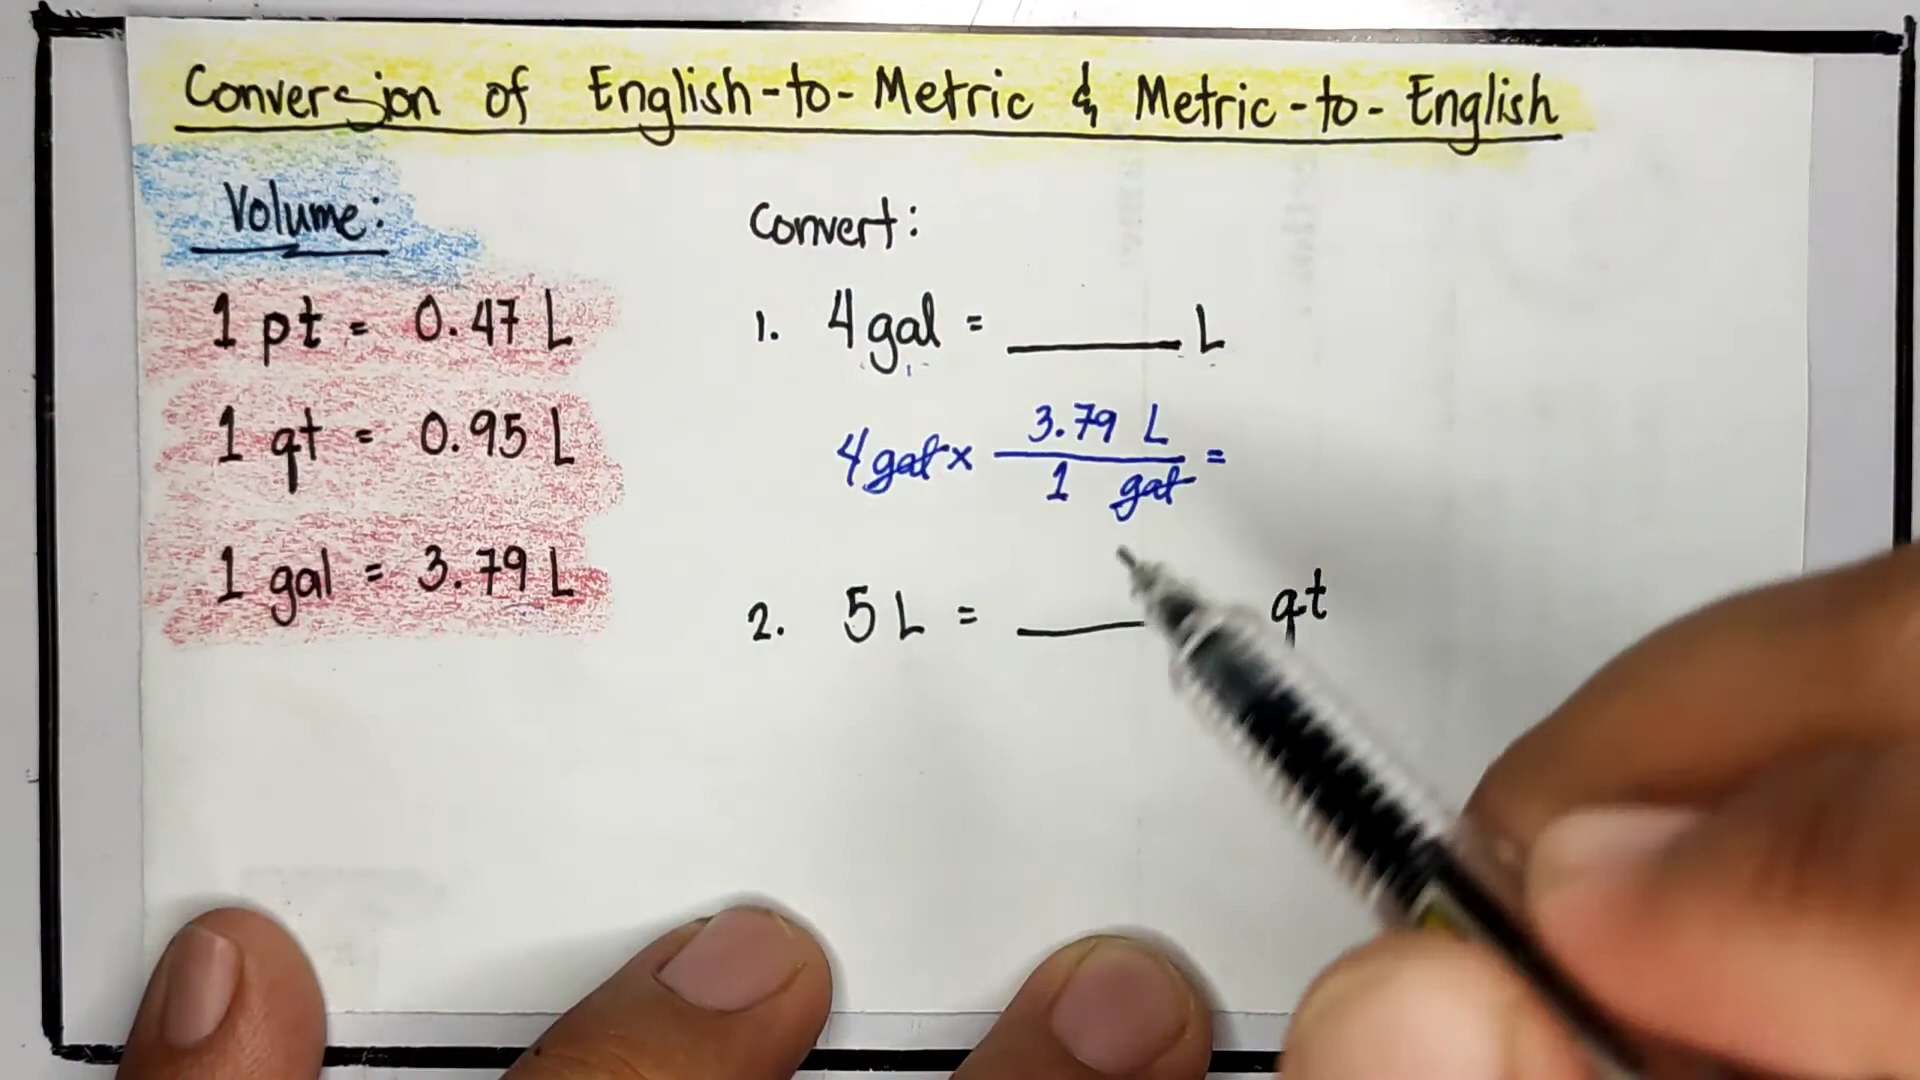 Conversion of English-to-Metric & Metric-to-English
Volume:
1 pt = 0.47 L
1 qt = 0.95 L
1 gal = 3.79 L
Convert:
1. 4 gal = ______ L
4 gal x 3.79 L / 1 gal =
2. 5 L = ______ qt